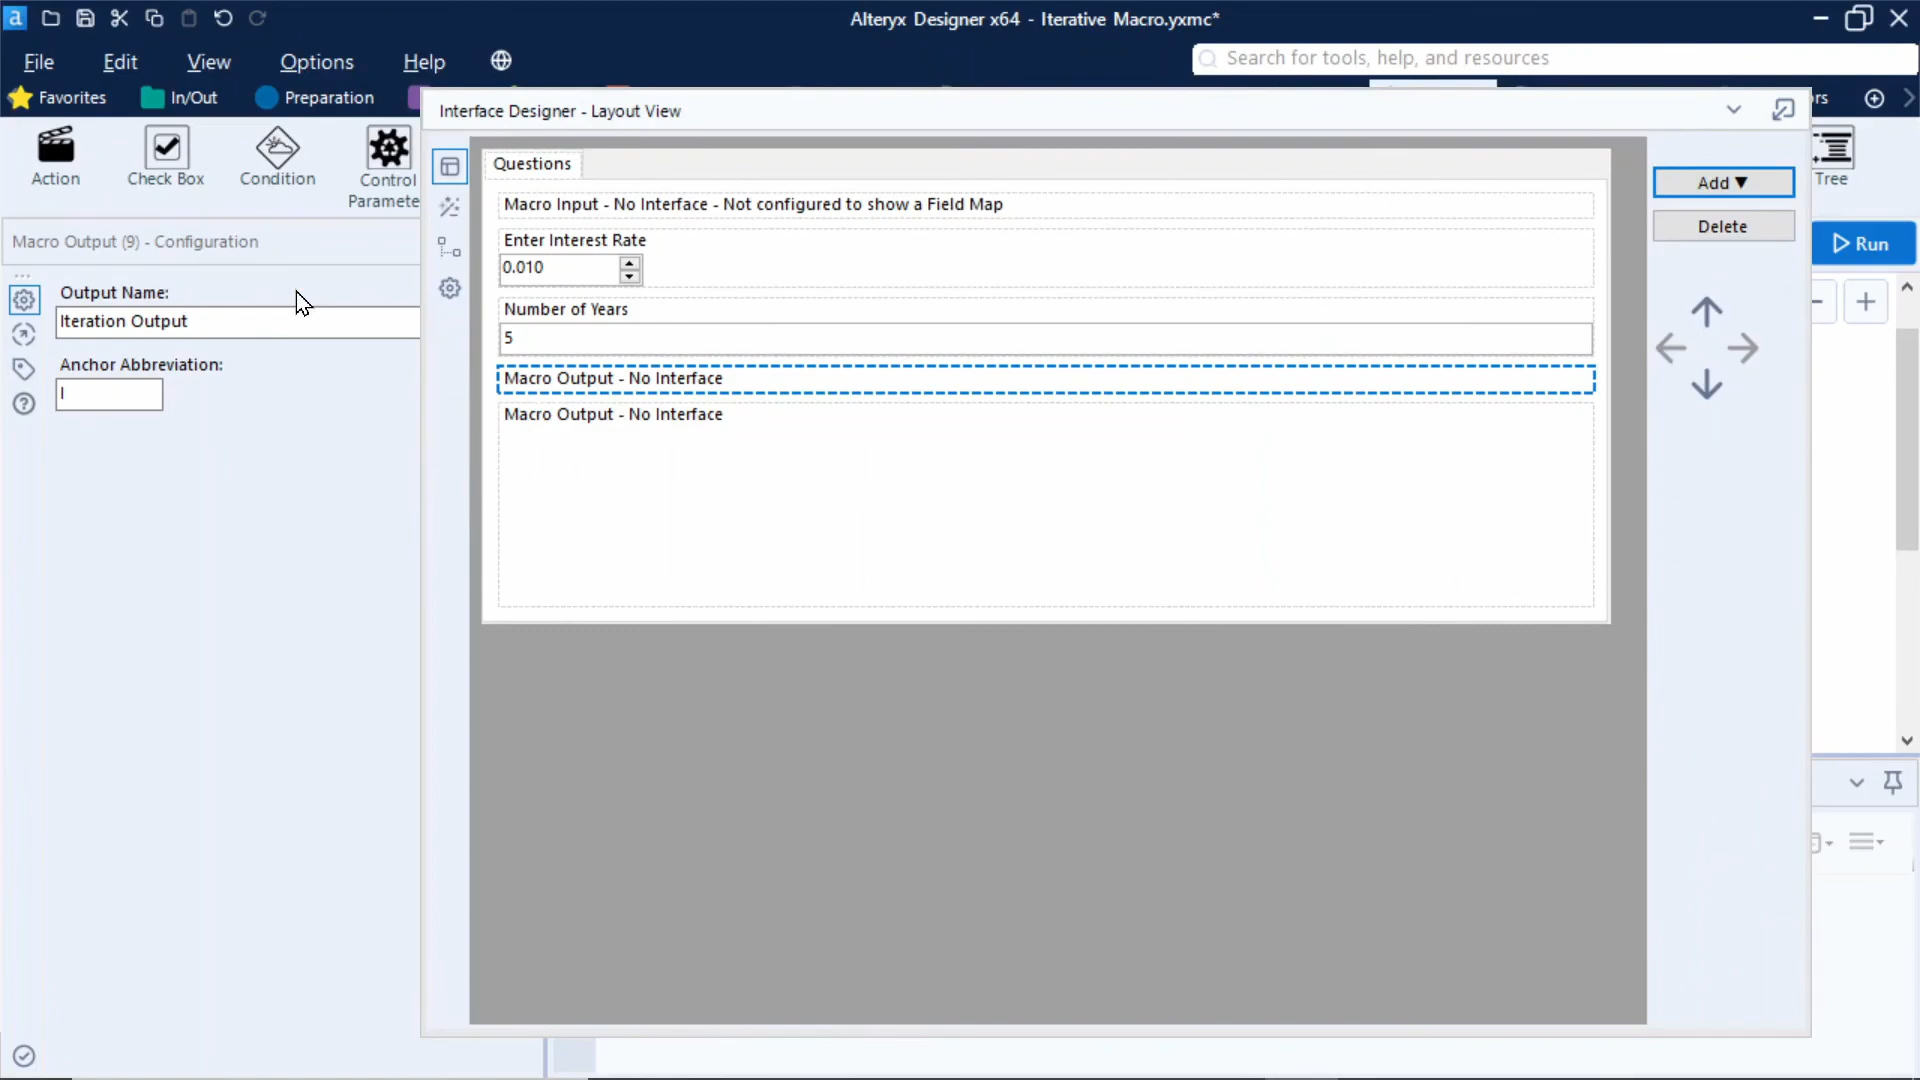 a
Alteryx Designer x64 - Iterative Macro.yxmc*
File Edit View Options Help
Search for tools, help, and resources
Favorites In/Out Preparation
rs
Interface Designer - Layout View
Action
Check Box
Condition
Control
Paramete
Tree
Questions
Add ▼
Macro Input - No Interface - Not configured to show a Field Map
Delete
Macro Output (9) - Configuration
Enter Interest Rate
0.010
Run
Output Name:
Iteration Output
Number of Years
5
Anchor Abbreviation:
I
Macro Output - No Interface
Macro Output - No Interface